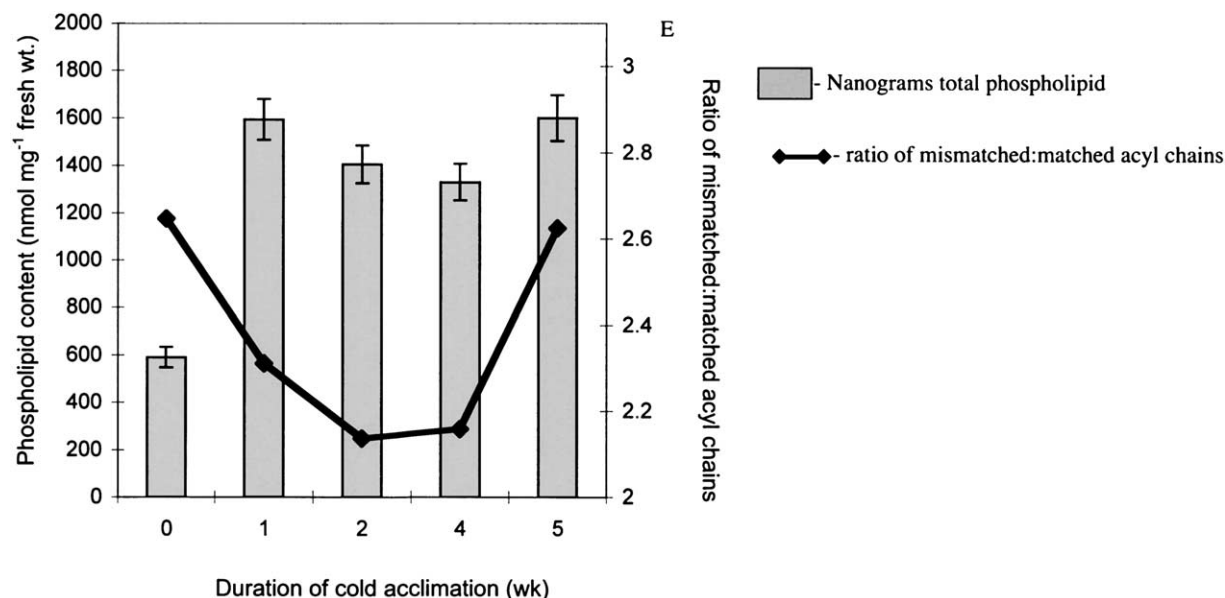 2000
1800
1600
1400
1200
1000
800
600
400
200
0
Phospholipid content (nmol mg⁻¹ fresh wt.)
0 1 2 4 5
Duration of cold acclimation (wk)
3
2.8
2.6
2.4
2.2
2
Ratio of mismatched:matched acyl chains
E
- Nanograms total phospholipid
- ratio of mismatched:matched acyl chains